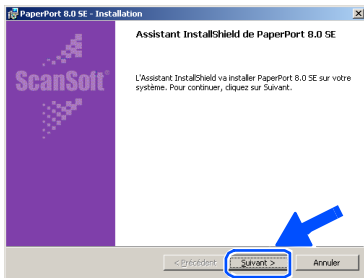 PaperPort 8.0 SE - Installation
Assistant InstallShield de PaperPort 8.0 SE
ScanSoft®
L'Assistant InstallShield va installer PaperPort 8.0 SE sur votre
système. Pour continuer, cliquez sur Suivant.
< Précédent Suivant > Annuler